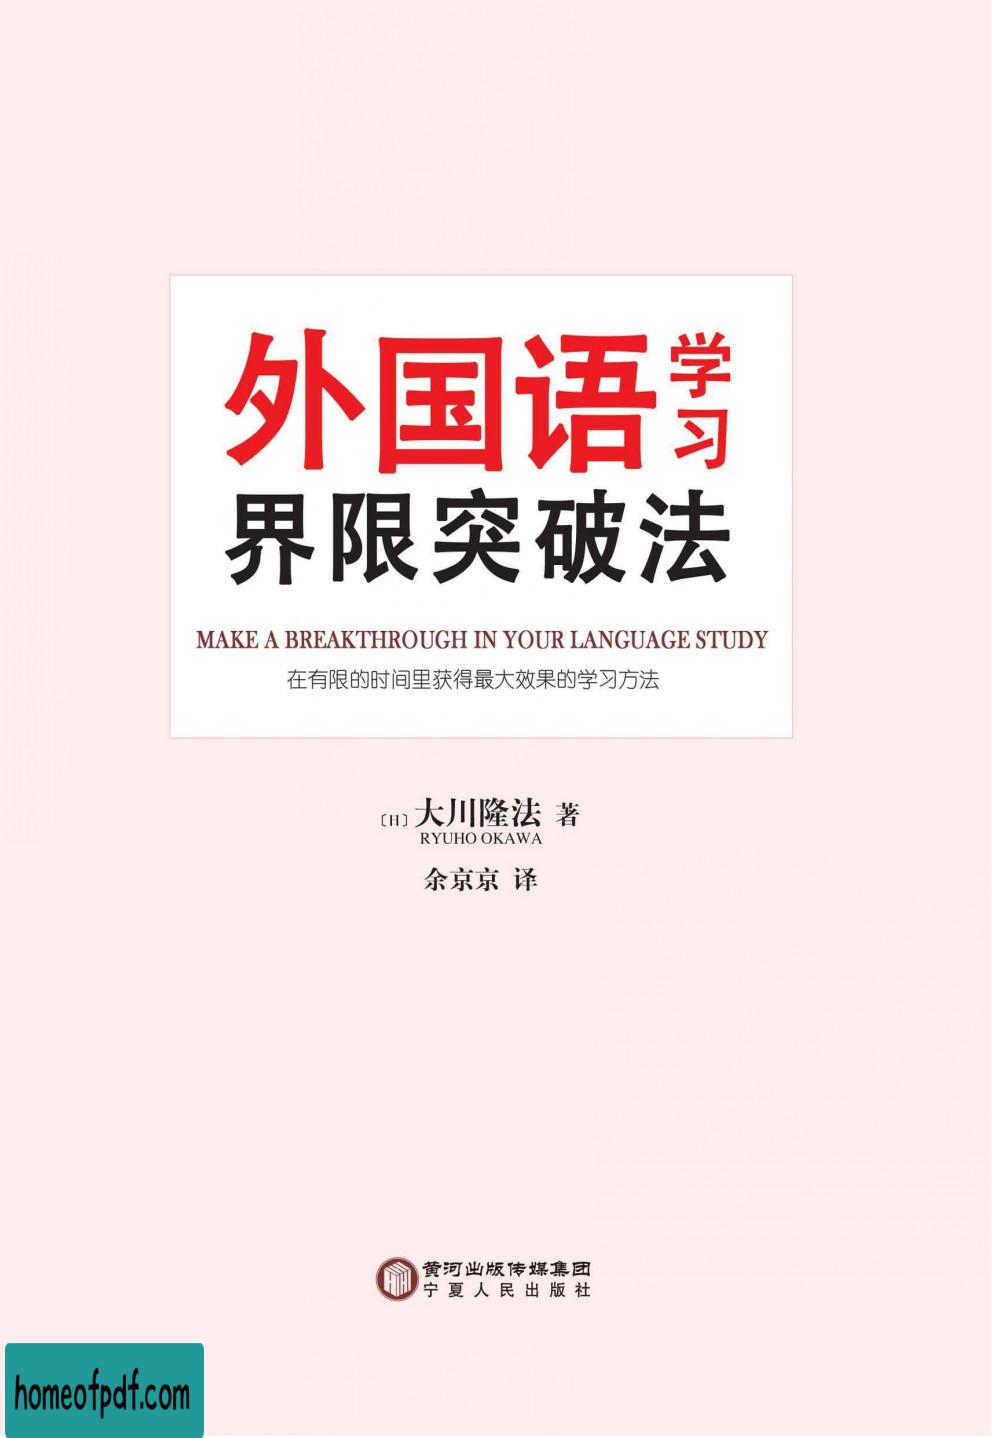 外国语学习
界限突破法
MAKE A BREAKTHROUGH IN YOUR LANGUAGE STUDY
在有限的时间里获得最大效果的学习方法
〔日〕大川隆法 著
RYUHO OKAWA
余京京 译
黄河出版传媒集团
宁夏人民出版社
homeofpdf.com